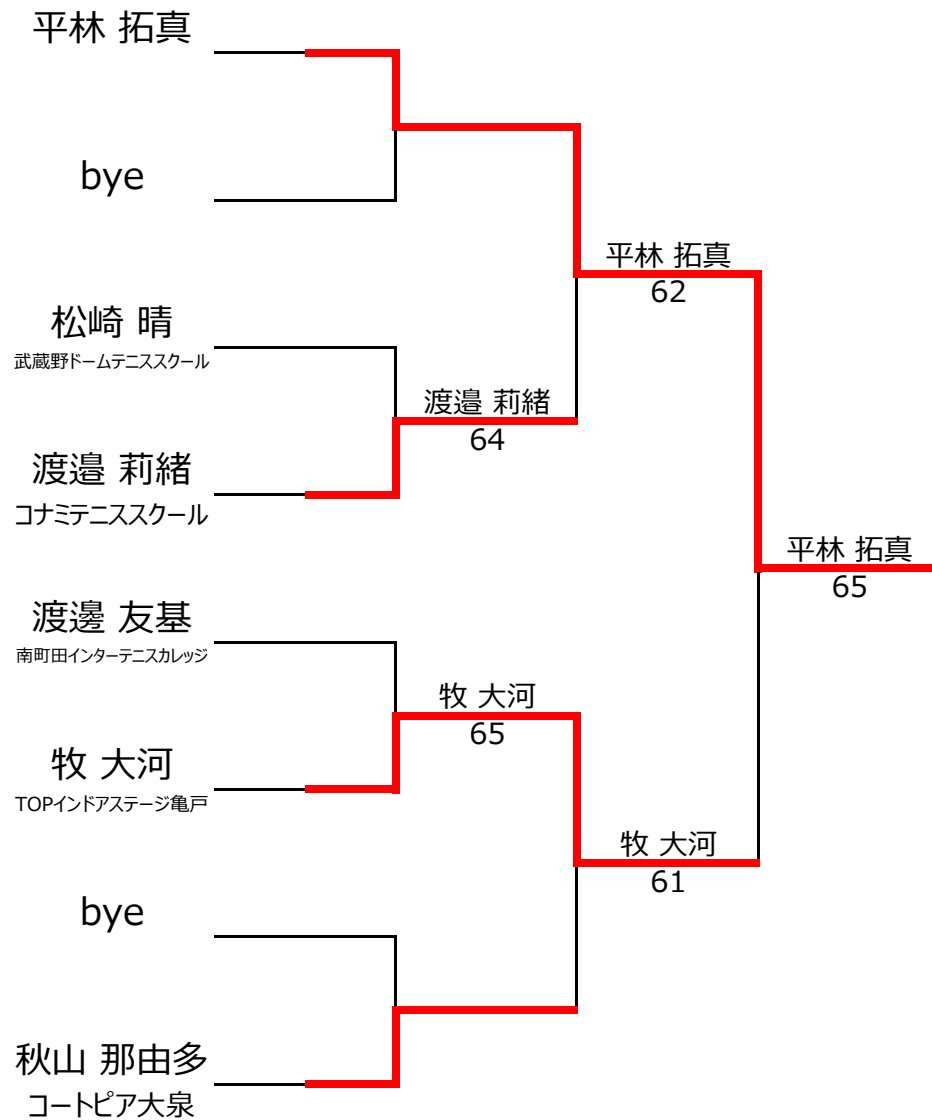 平林 拓真
bye
平林 拓真
62
松崎 晴
武蔵野ドームテニススクール
渡邉 莉緒
64
渡邉 莉緒
コナミテニススクール
平林 拓真
65
渡邊 友基
南町田インターテニスカレッジ
牧 大河
65
牧 大河
TOPインドアステージ亀戸
牧 大河
61
bye
秋山 那由多
コートピア大泉